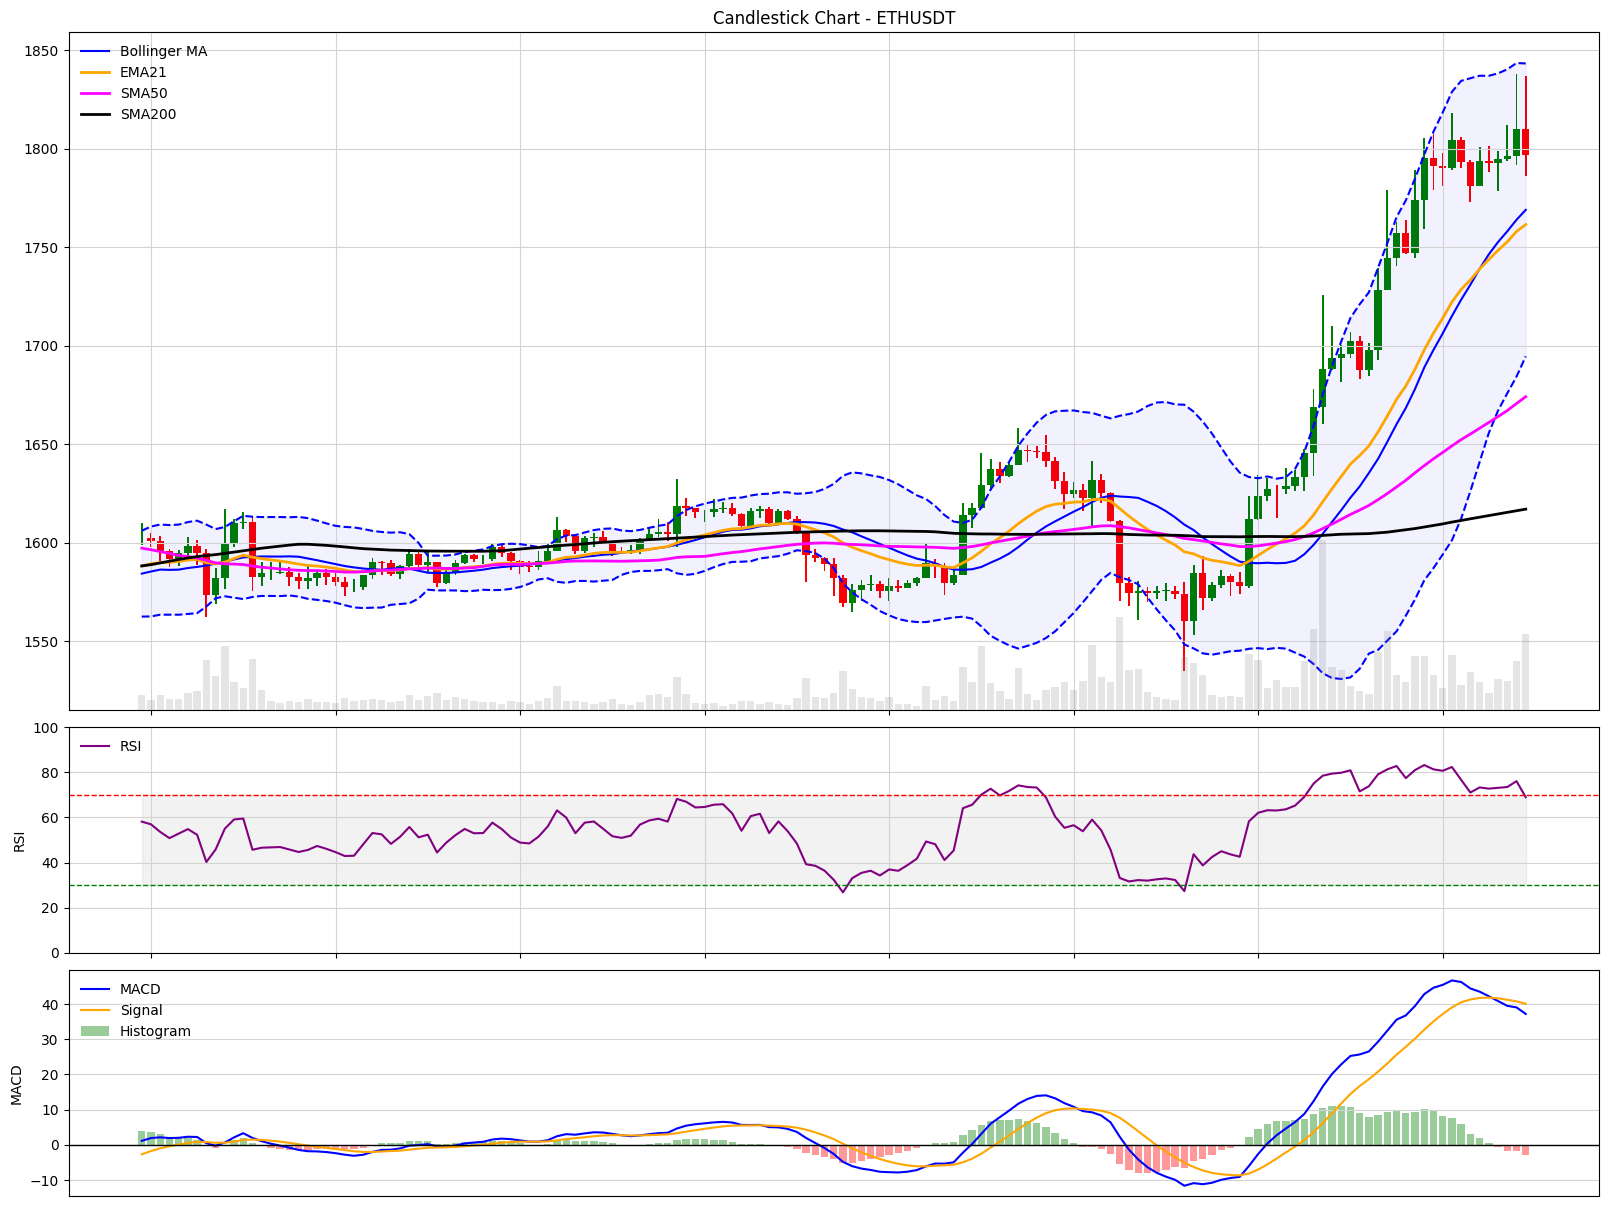 Candlestick Chart - ETHUSDT
Bollinger MA
EMA21
SMA50
SMA200
1850
1800
1750
1700
1650
1600
1550
RSI
100
80
60
40
20
0
RSI
MACD
Signal
Histogram
40
30
20
10
0
−10
MACD